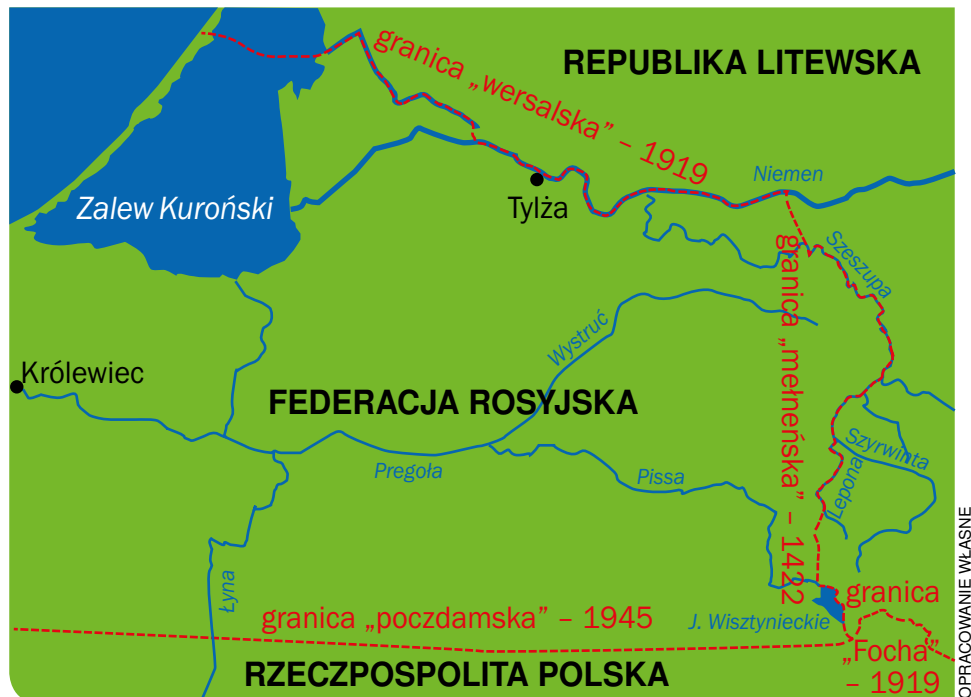 granica „wersalska” – 1919
REPUBLIKA LITEWSKA
Niemen
Zalew Kuroński
Tylża
Szeszupa
granica „mełneńska” – 1422
Wystruć
Królewiec
FEDERACJA ROSYJSKA
Szyrwinta
Pregoła
Pissa
Lepona
Łyna
granica „poczdamska” – 1945
J. Wisztynieckie
granica
„Focha”
– 1919
RZECZPOSPOLITA POLSKA
OPRACOWANIE WŁASNE